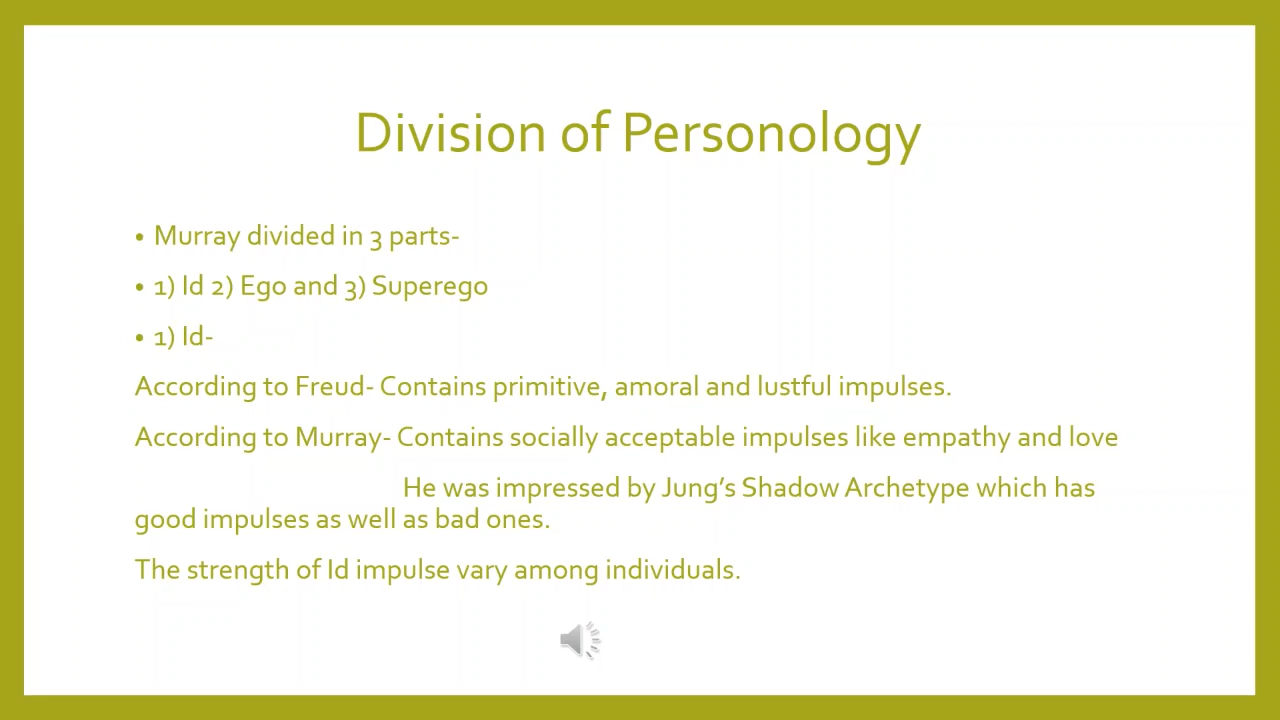 Division of Personology
• Murray divided in 3 parts-
• 1) Id 2) Ego and 3) Superego
• 1) Id-
According to Freud- Contains primitive, amoral and lustful impulses.
According to Murray- Contains socially acceptable impulses like empathy and love
He was impressed by Jung’s Shadow Archetype which has
good impulses as well as bad ones.
The strength of Id impulse vary among individuals.